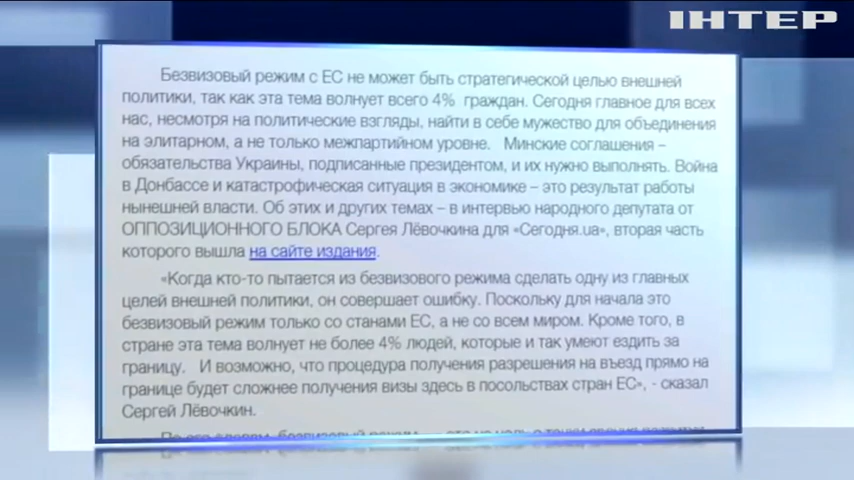 ІНТЕР
Безвизовый режим с ЕС не может быть стратегической целью внешней
политики, так как эта тема волнует всего 4% граждан. Сегодня главное для всех
нас, несмотря на политические взгляды, найти в себе мужество для объединения
на элитарном, а не только межпартийном уровне. Минские соглашения –
обязательства Украины, подписанные президентом, и их нужно выполнять. Война
в Донбассе и катастрофическая ситуация в экономике – это результат работы
нынешней власти. Об этих и других темах – в интервью народного депутата от
ОППОЗИЦИОННОГО БЛОКА Сергея Лёвочкина для «Сегодня.ua», вторая часть
которого вышла на сайте издания.
«Когда кто-то пытается из безвизового режима сделать одну из главных
целей внешней политики, он совершает ошибку. Поскольку для начала это
безвизовый режим только со станами ЕС, а не со всем миром. Кроме того, в
стране эта тема волнует не более 4% людей, которые и так умеют ездить за
границу. И возможно, что процедура получения разрешения на въезд прямо на
границе будет сложнее получения визы здесь в посольствах стран ЕС», - сказал
Сергей Лёвочкин.